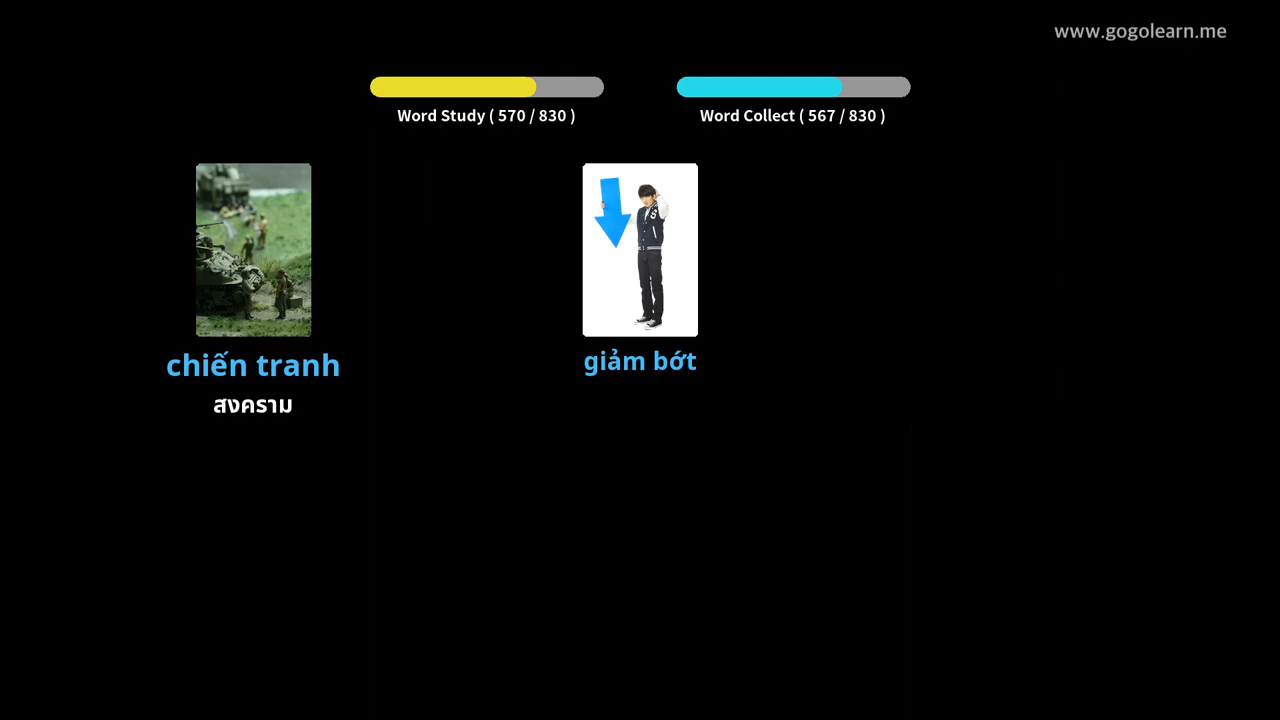 www.gogolearn.me
Word Study ( 570 / 830 )
Word Collect ( 567 / 830 )
chiến tranh
สงคราม
giảm bớt